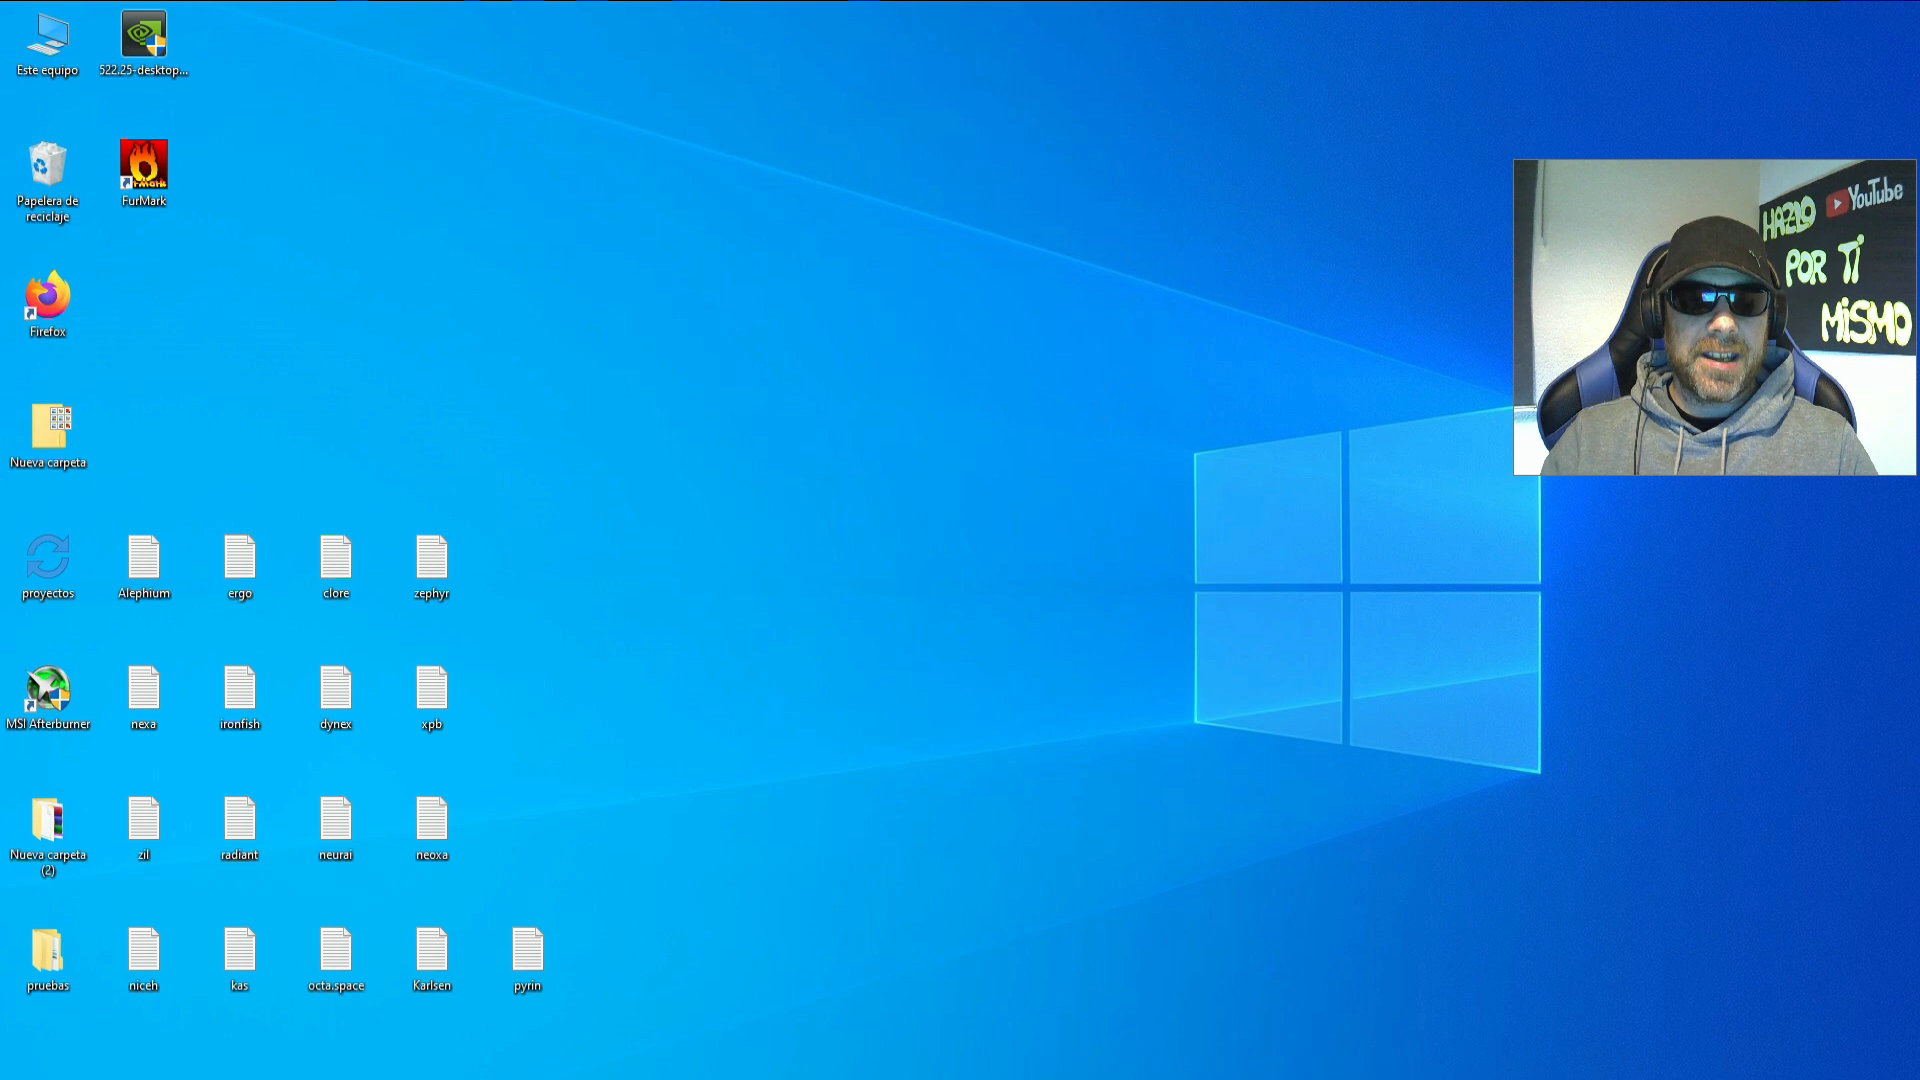 Este equipo
522.25-desktop...
Papelera de
reciclaje
FurMark
Firefox
Nueva carpeta
proyectos
Alephium
ergo
clore
zephyr
MSI Afterburner
nexa
ironfish
dynex
xpb
Nueva carpeta
(2)
zil
radiant
neurai
neoxa
pruebas
niceh
kas
octa.space
Karlsen
pyrin
YouTube
HAZLO
POR TÍ
MiSMO